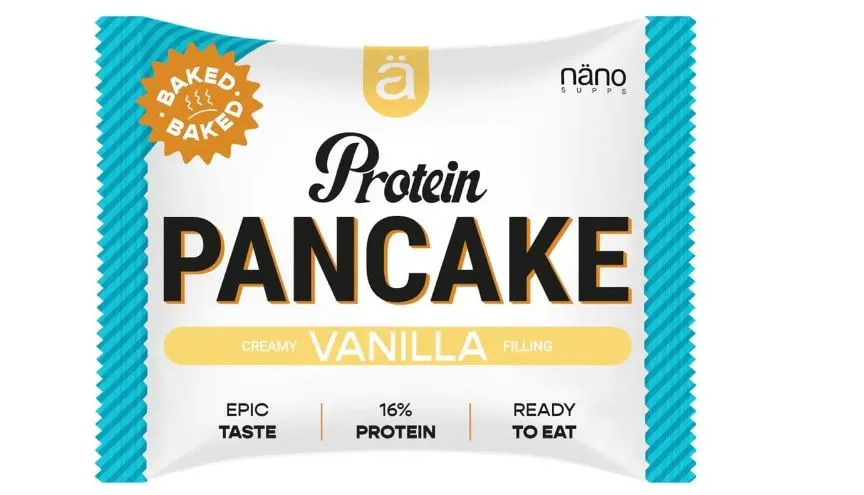 BAKED
BAKED
ä
näno
SUPPS
Protein
PANCAKE
CREAMY VANILLA FILLING
EPIC
TASTE
16%
PROTEIN
READY
TO EAT